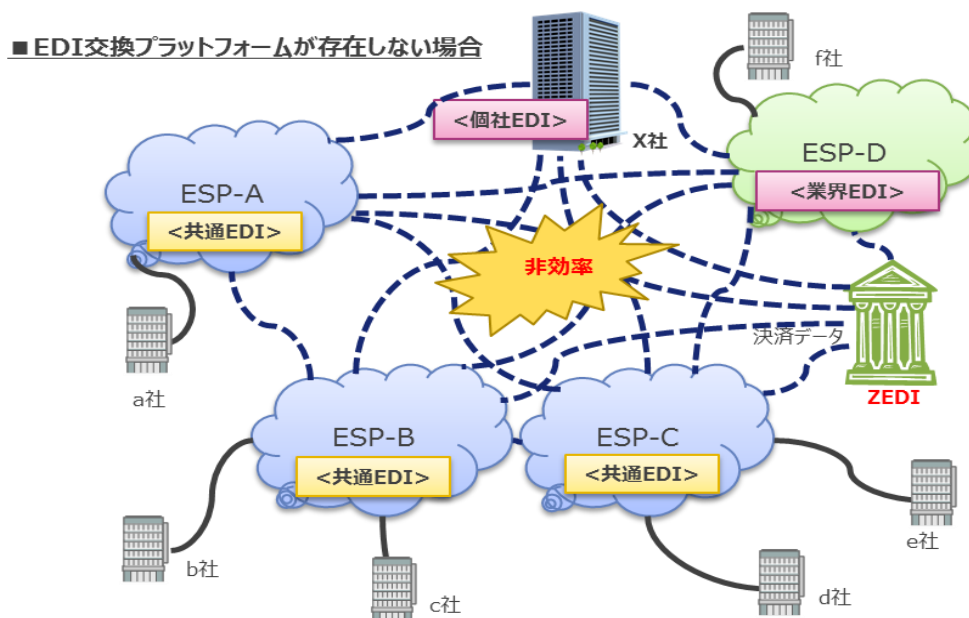 ■EDI交換プラットフォームが存在しない場合
f社
<個社EDI>
X社
ESP-D
<業界EDI>
ESP-A
<共通EDI>
非効率
決済データ
ZEDI
a社
ESP-B
<共通EDI>
ESP-C
<共通EDI>
b社
c社
d社
e社